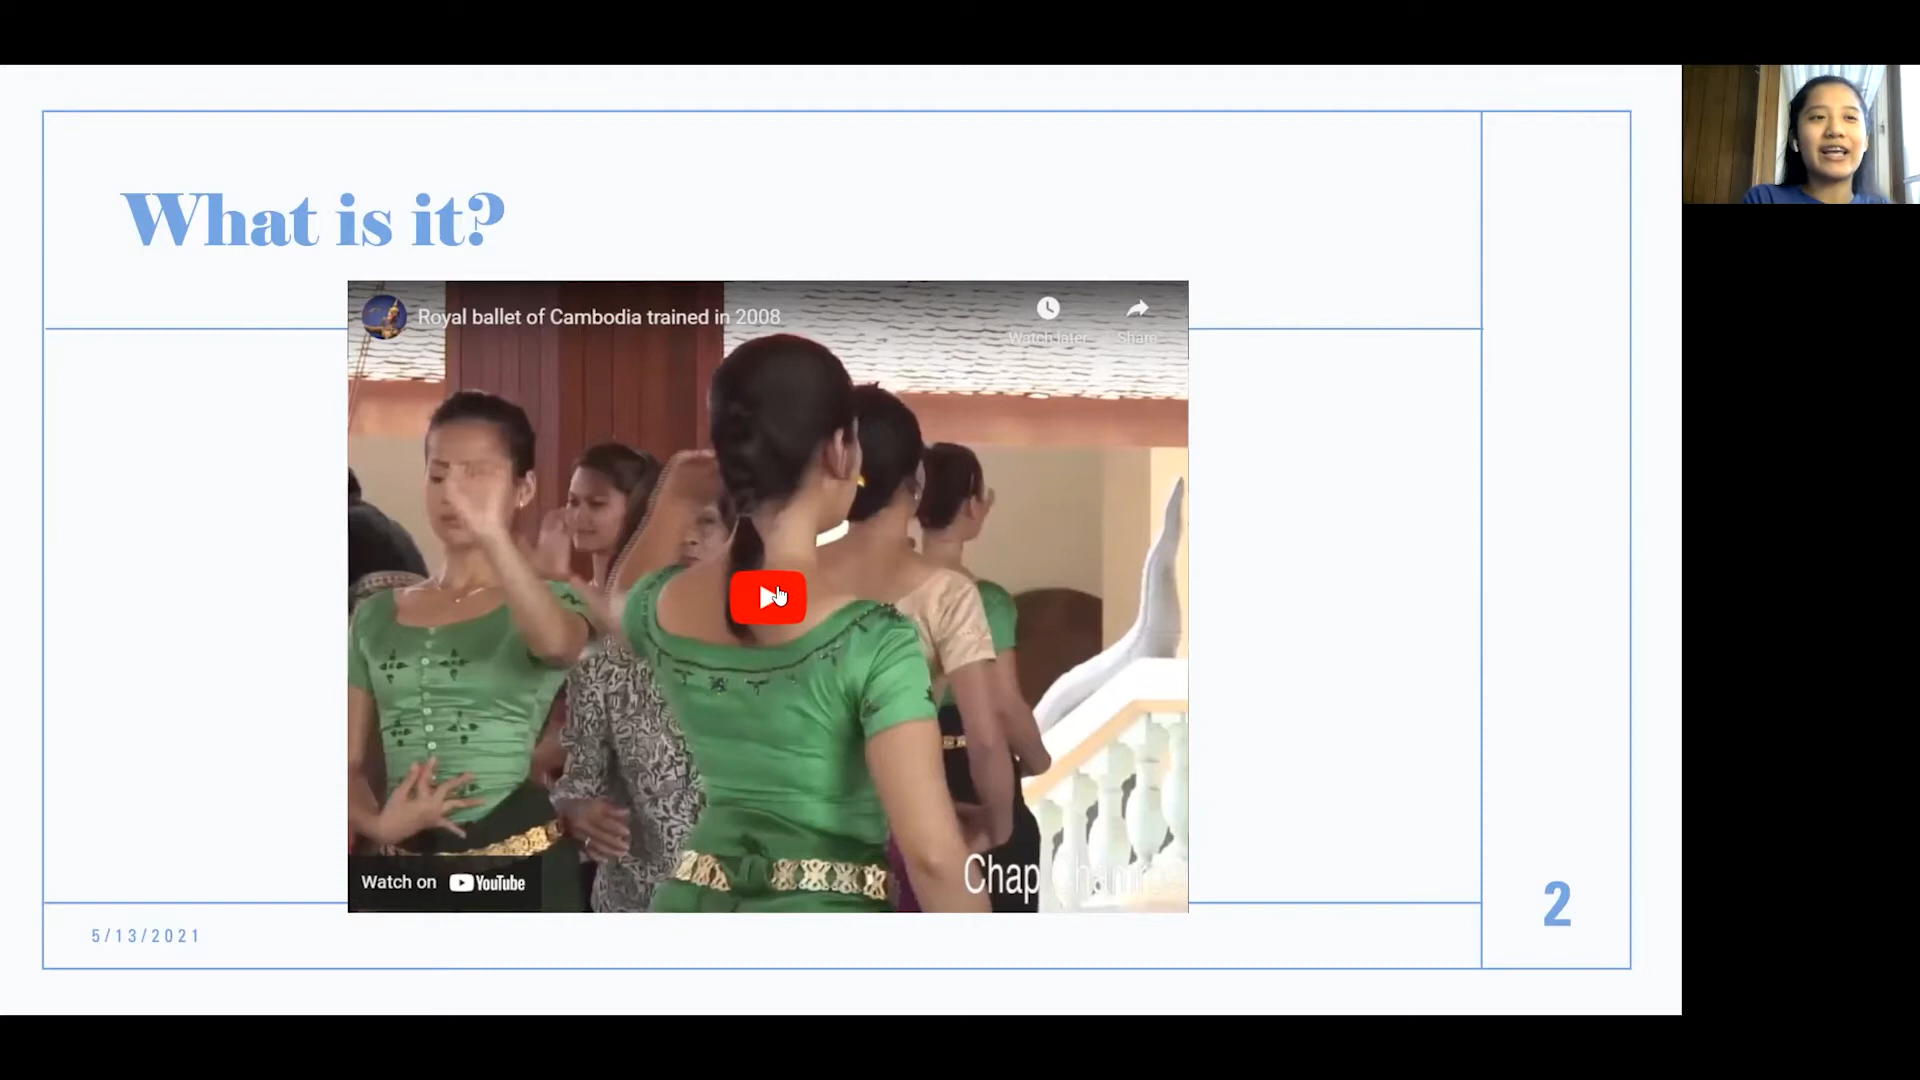 What is it?
Royal ballet of Cambodia trained in 2008
Watch later
Share
Chap
Watch on YouTube
5/13/2021
2